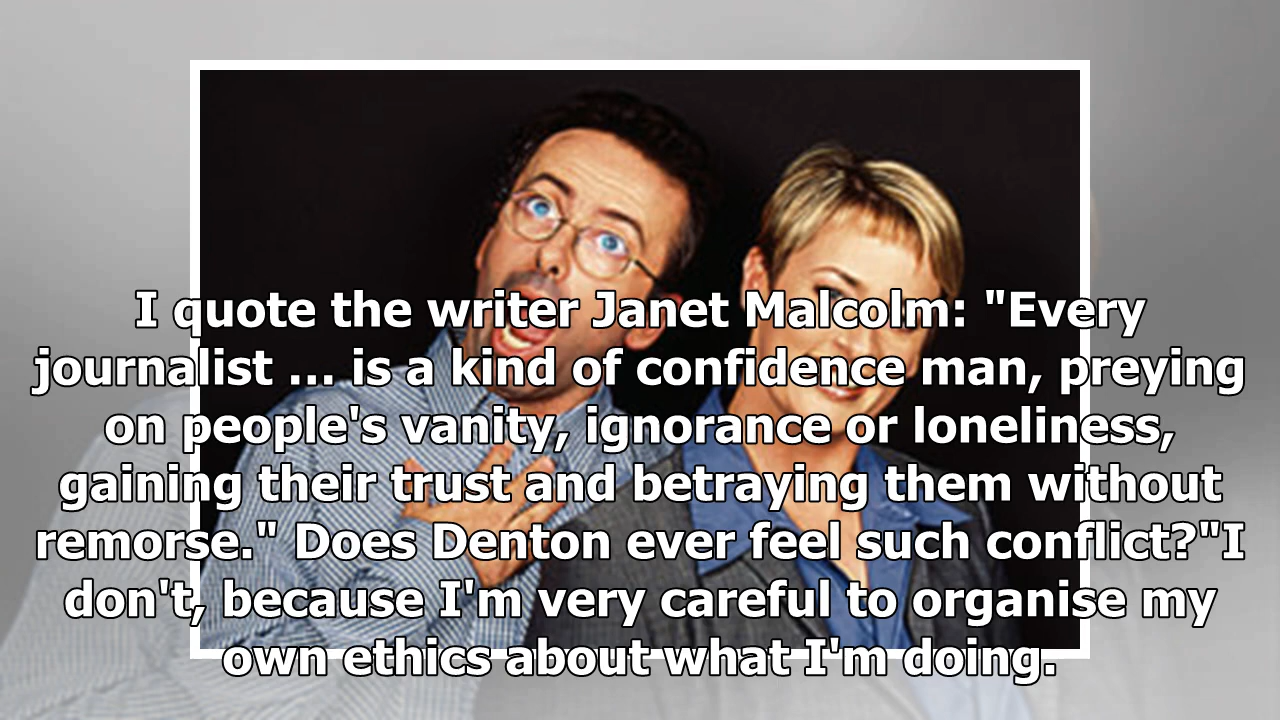 I quote the writer Janet Malcolm: "Every
journalist ... is a kind of confidence man, preying
on people's vanity, ignorance or loneliness,
gaining their trust and betraying them without
remorse." Does Denton ever feel such conflict?"I
don't, because I'm very careful to organise my
own ethics about what I'm doing.